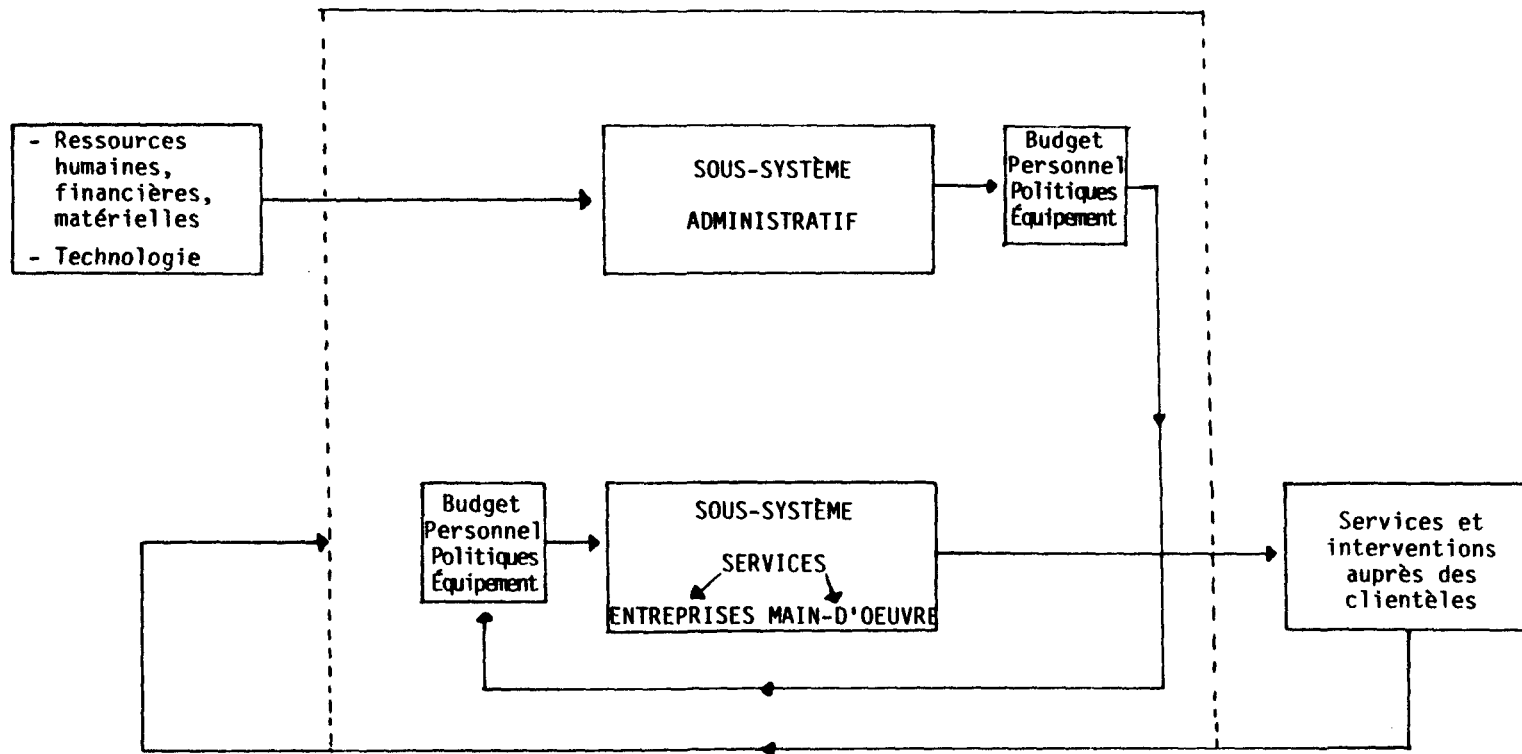 - Ressources
humaines,
financières,
matérielles
- Technologie
SOUS-SYSTÈME
ADMINISTRATIF
Budget
Personnel
Politiques
Équipement
Budget
Personnel
Politiques
Équipement
SOUS-SYSTÈME
SERVICES
ENTREPRISES MAIN-D'OEUVRE
Services et
interventions
auprès des
clientèles